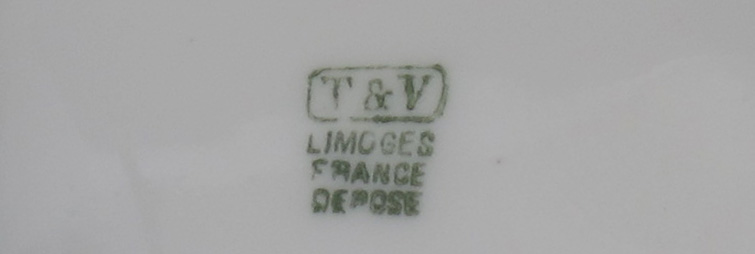 T & V
LIMOGES
FRANCE
DEPOSE